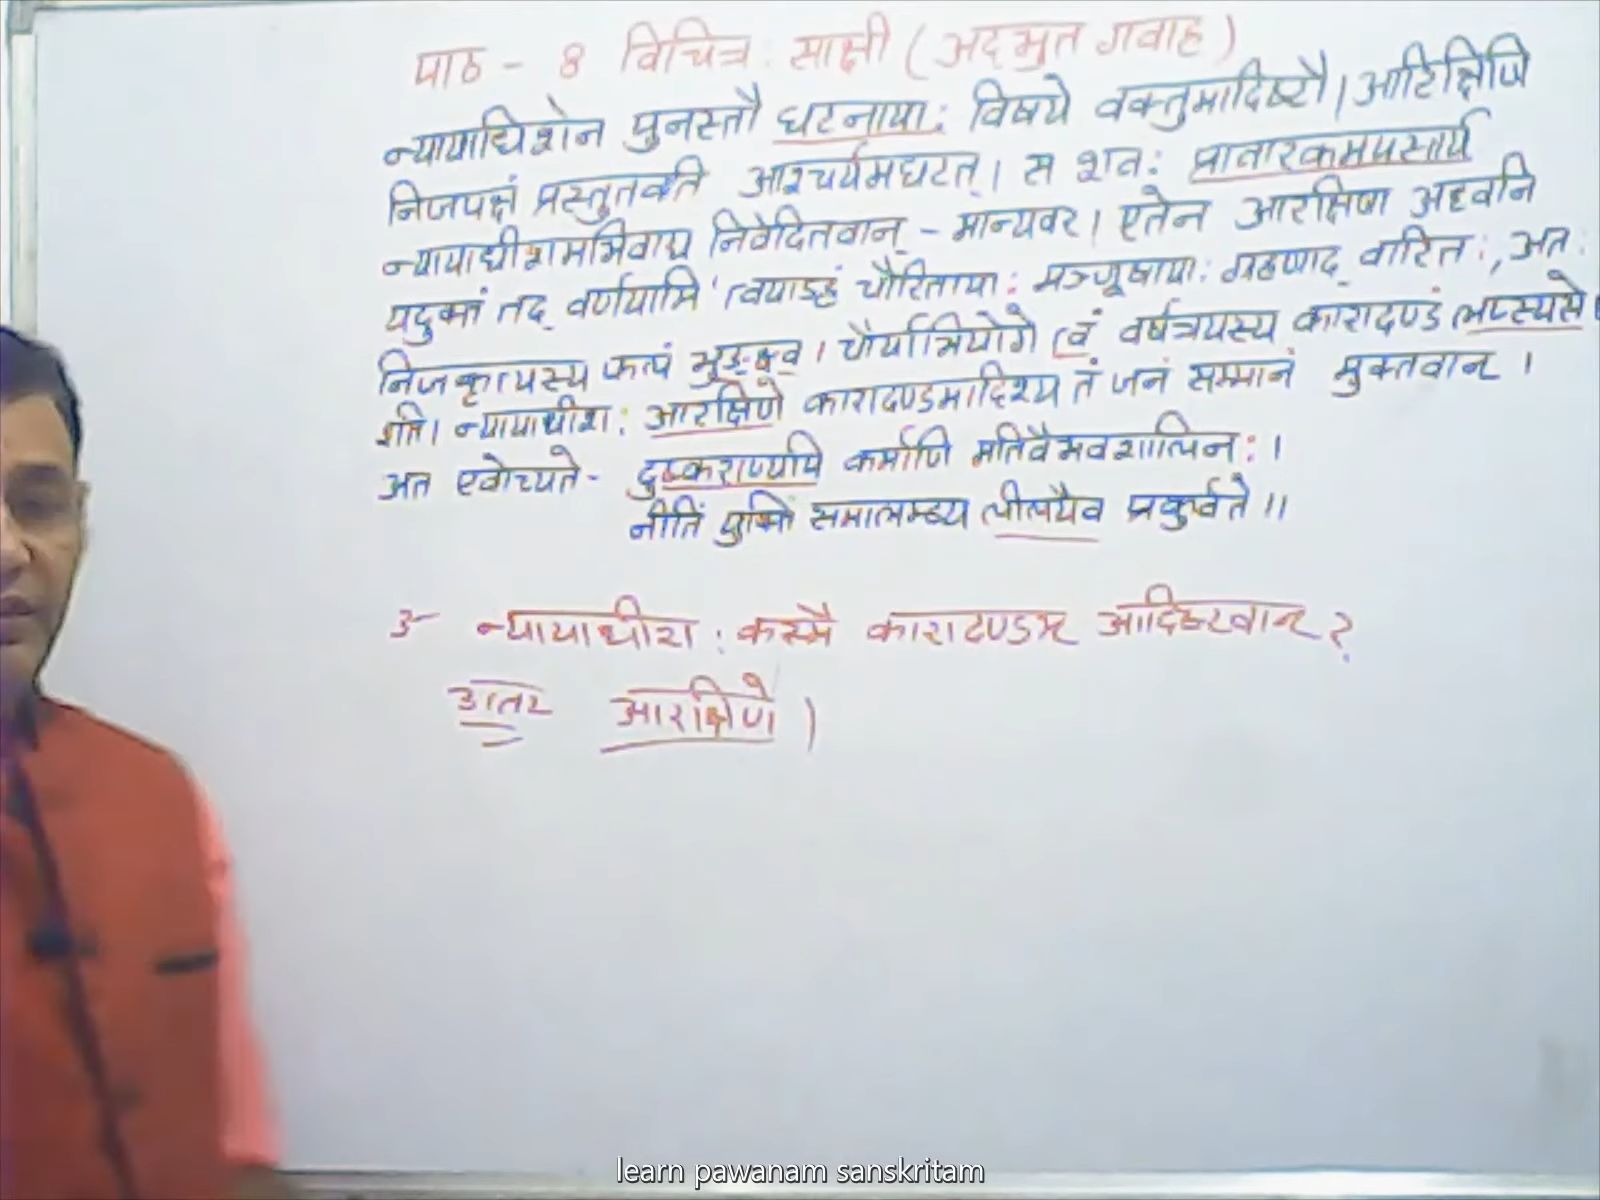 पाठ - 8 विचित्र: साक्षी ( अदभुत गवाह )
न्यायाधिशेन पुनस्तौ घटनाया: विषये वक्तुमादिष्टौ। आरक्षिणि
निजपक्षं प्रस्तुतवति आश्चर्यमघटत्। स शव: प्रावारकमपसार्य
न्यायाधीशमभिवाद्य निवेदितवान् - मान्यवर। एतेन आरक्षिणा अध्वनि
यदुक्तं तद् वर्णयामि 'त्वयाऽहं चौरिताया: मञ्जूषाया: ग्रहणाद् वारित:, अत:
निजकृत्यस्य फलं भुङ्क्ष्व। चौर्याभियोगे त्वं वर्षत्रयस्य कारादण्डं लप्स्यसे
इति। न्यायाधीश: आरक्षिणे कारादण्डमादिश्य तं जनं सम्मानं मुक्तवान्।
अत एवोच्यते- दुष्कराण्यपि कर्माणि मतिवैभवशालिन:।
नीतिं युक्तिं समालम्ब्य लीलयैव प्रकुर्वते॥
3- न्यायाधीश: कस्मै कारादण्डम् आदिष्टवान्?
उत्तर आरक्षिणे।
learn pawanam sanskritam